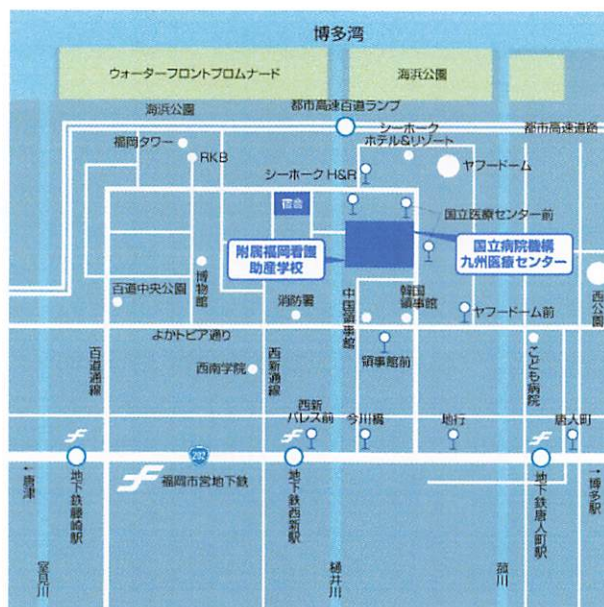 博多湾
ウォーターフロントプロムナード
海浜公園
海浜公園
都市高速百道ランプ
都市高速道路
シーホーク
ホテル&リゾート
福岡タワー
RKB
ヤフードーム
シーホーク H&R
宿舎
国立医療センター前
附属福岡看護
助産学校
国立病院機構
九州医療センター
博物館
百道中央公園
消防署
中国領事館
韓国
領事館
ヤフードーム前
西公園
よかトピア通り
領事館前
百道通線
西南学院
西新通線
こども病院
西新
パレス前
今川橋
地行
唐人町
202
←唐津
地下鉄藤崎駅
福岡市営地下鉄
地下鉄西新駅
地下鉄唐人町駅
→博多駅
室見川
樋井川
菰川